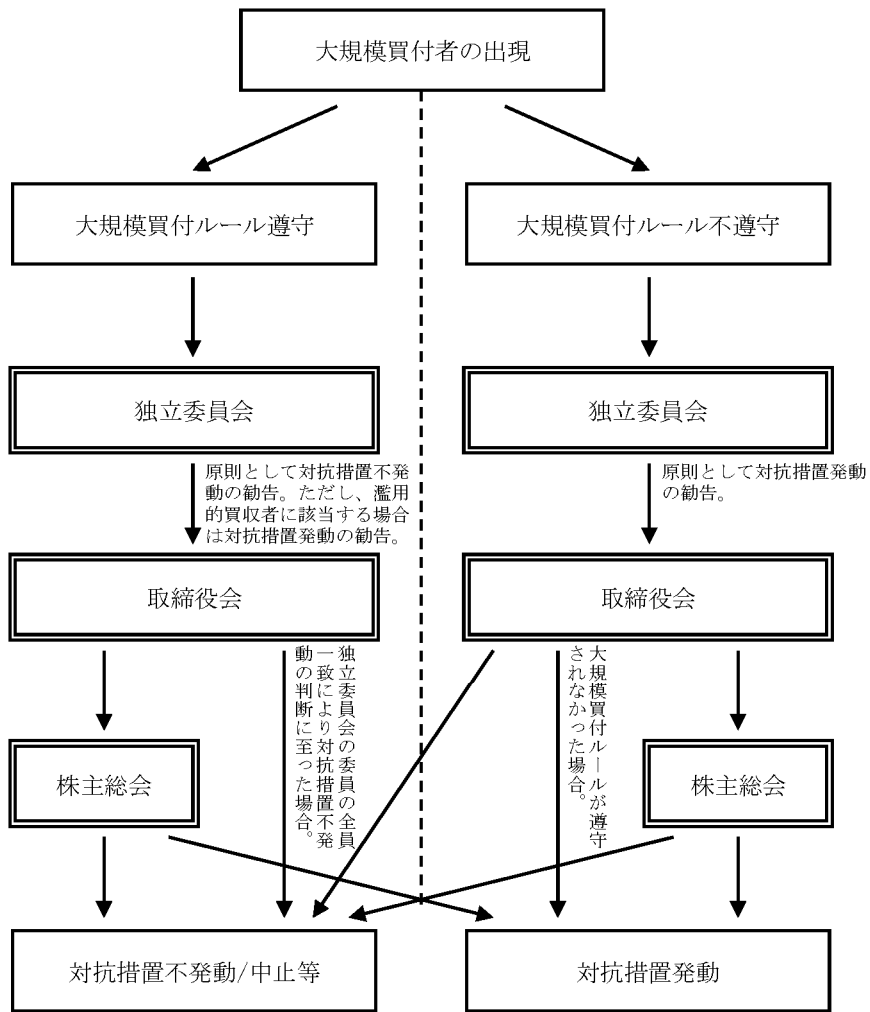 大規模買付者の出現
大規模買付ルール遵守
大規模買付ルール不遵守
独立委員会
独立委員会
原則として対抗措置不発
動の勧告。ただし、濫用
的買収者に該当する場合
は対抗措置発動の勧告。
原則として対抗措置発動
の勧告。
取締役会
取締役会
独立委員会の委員の全員
一致により対抗措置不発
動の判断に至った場合。
大規模買付ルールが遵守
されなかった場合。
株主総会
株主総会
対抗措置不発動/中止等
対抗措置発動